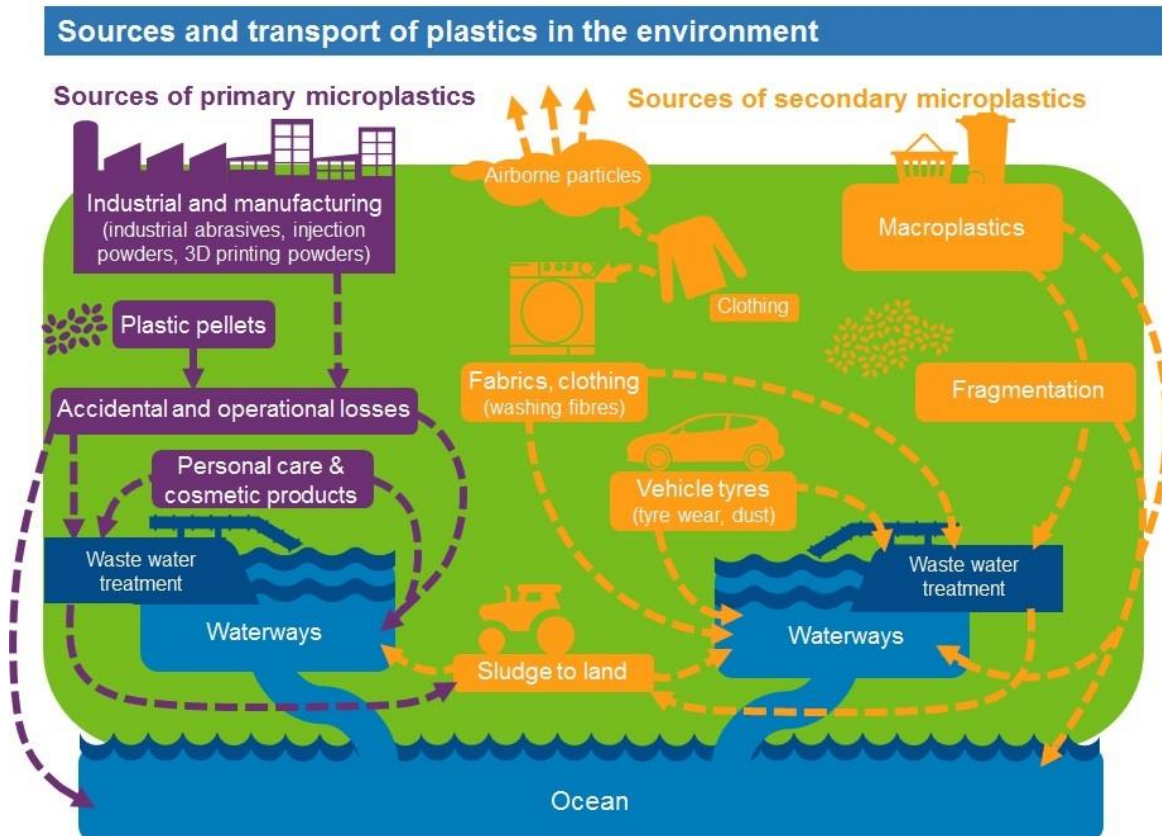 Sources and transport of plastics in the environment
Sources of primary microplastics
Sources of secondary microplastics
Industrial and manufacturing
(industrial abrasives, injection
powders, 3D printing powders)
Airborne particles
Macroplastics
Plastic pellets
Clothing
Accidental and operational losses
Fabrics, clothing
(washing fibres)
Fragmentation
Personal care &
cosmetic products
Vehicle tyres
(tyre wear, dust)
Waste water
treatment
Waste water
treatment
Waterways
Waterways
Sludge to land
Ocean